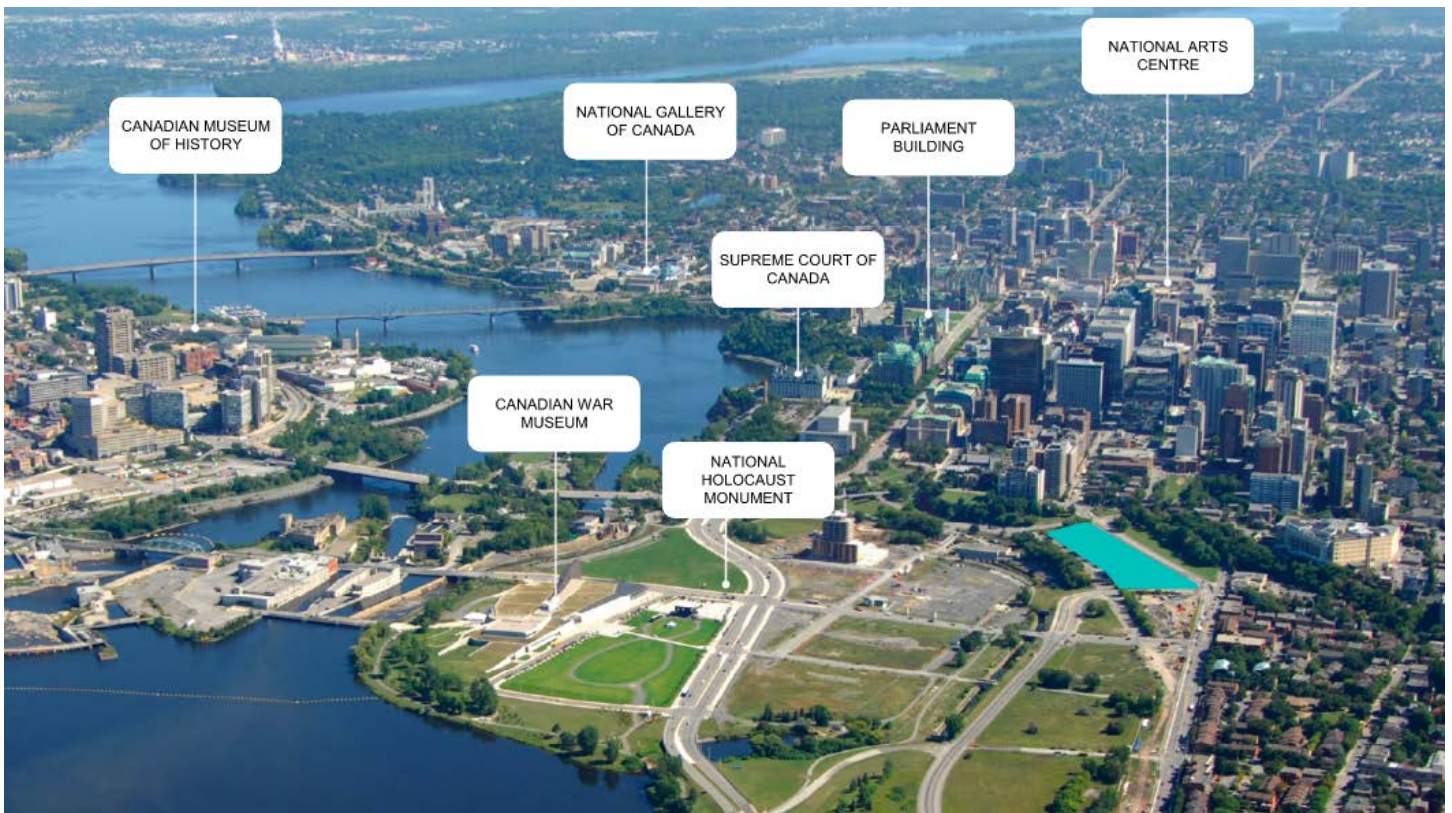 NATIONAL ARTS
CENTRE
NATIONAL GALLERY
OF CANADA
CANADIAN MUSEUM
OF HISTORY
PARLIAMENT
BUILDING
SUPREME COURT OF
CANADA
CANADIAN WAR
MUSEUM
NATIONAL
HOLOCAUST
MONUMENT